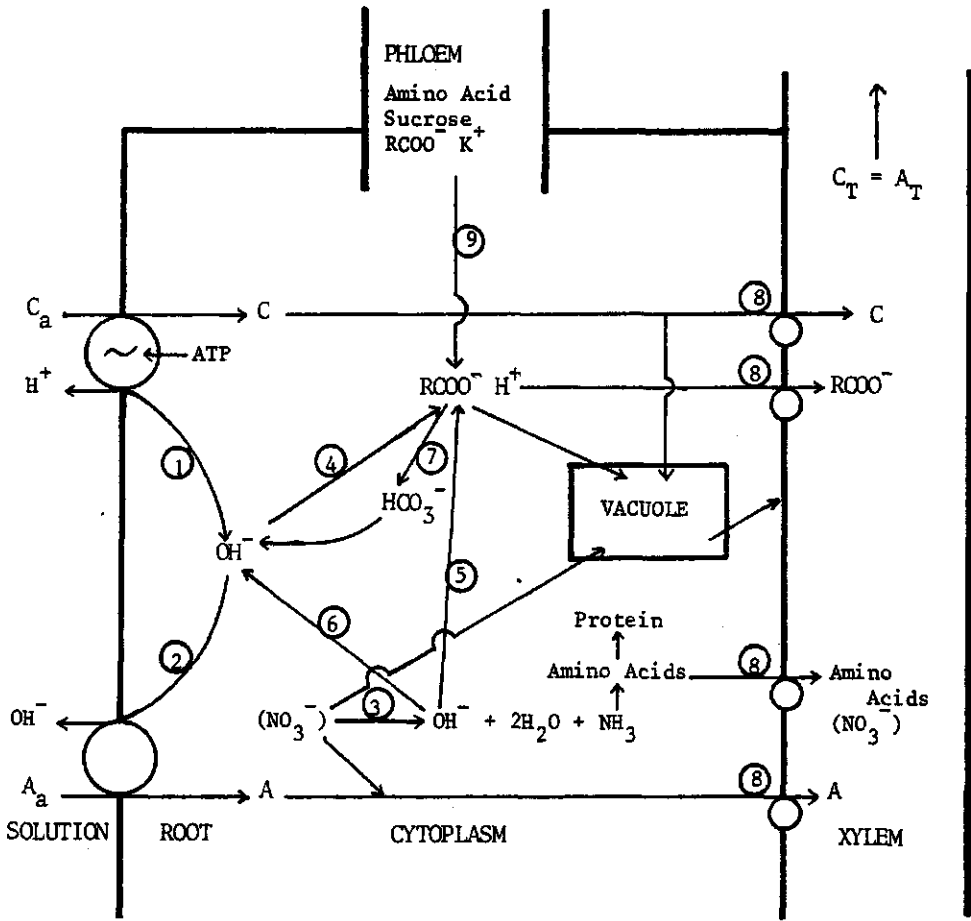 PHLOEM
Amino Acid
Sucrose
RCOO⁻ K⁺
C_T = A_T
9
C_a
C
8
C
~
ATP
H⁺
RCOO⁻ H⁺
8
RCOO⁻
1
4
7
HCO₃⁻
VACUOLE
OH⁻
5
6
Protein
2
Amino Acids
8
Amino
Acids
(NO₃⁻)
OH⁻
(NO₃⁻)
3
OH⁻ + 2H₂O + NH₃
A_a
A
8
A
SOLUTION
ROOT
CYTOPLASM
XYLEM